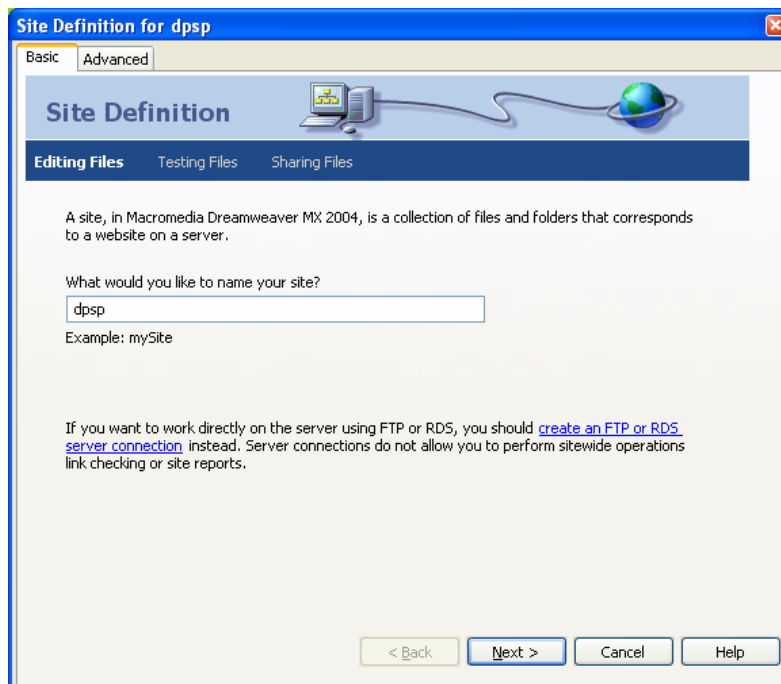 Site Definition for dpsp
Basic
Advanced
Site Definition
Editing Files
Testing Files
Sharing Files
A site, in Macromedia Dreamweaver MX 2004, is a collection of files and folders that corresponds
to a website on a server.
What would you like to name your site?
dpsp
Example: mySite
If you want to work directly on the server using FTP or RDS, you should create an FTP or RDS
server connection instead. Server connections do not allow you to perform sitewide operations
link checking or site reports.
< Back
Next >
Cancel
Help